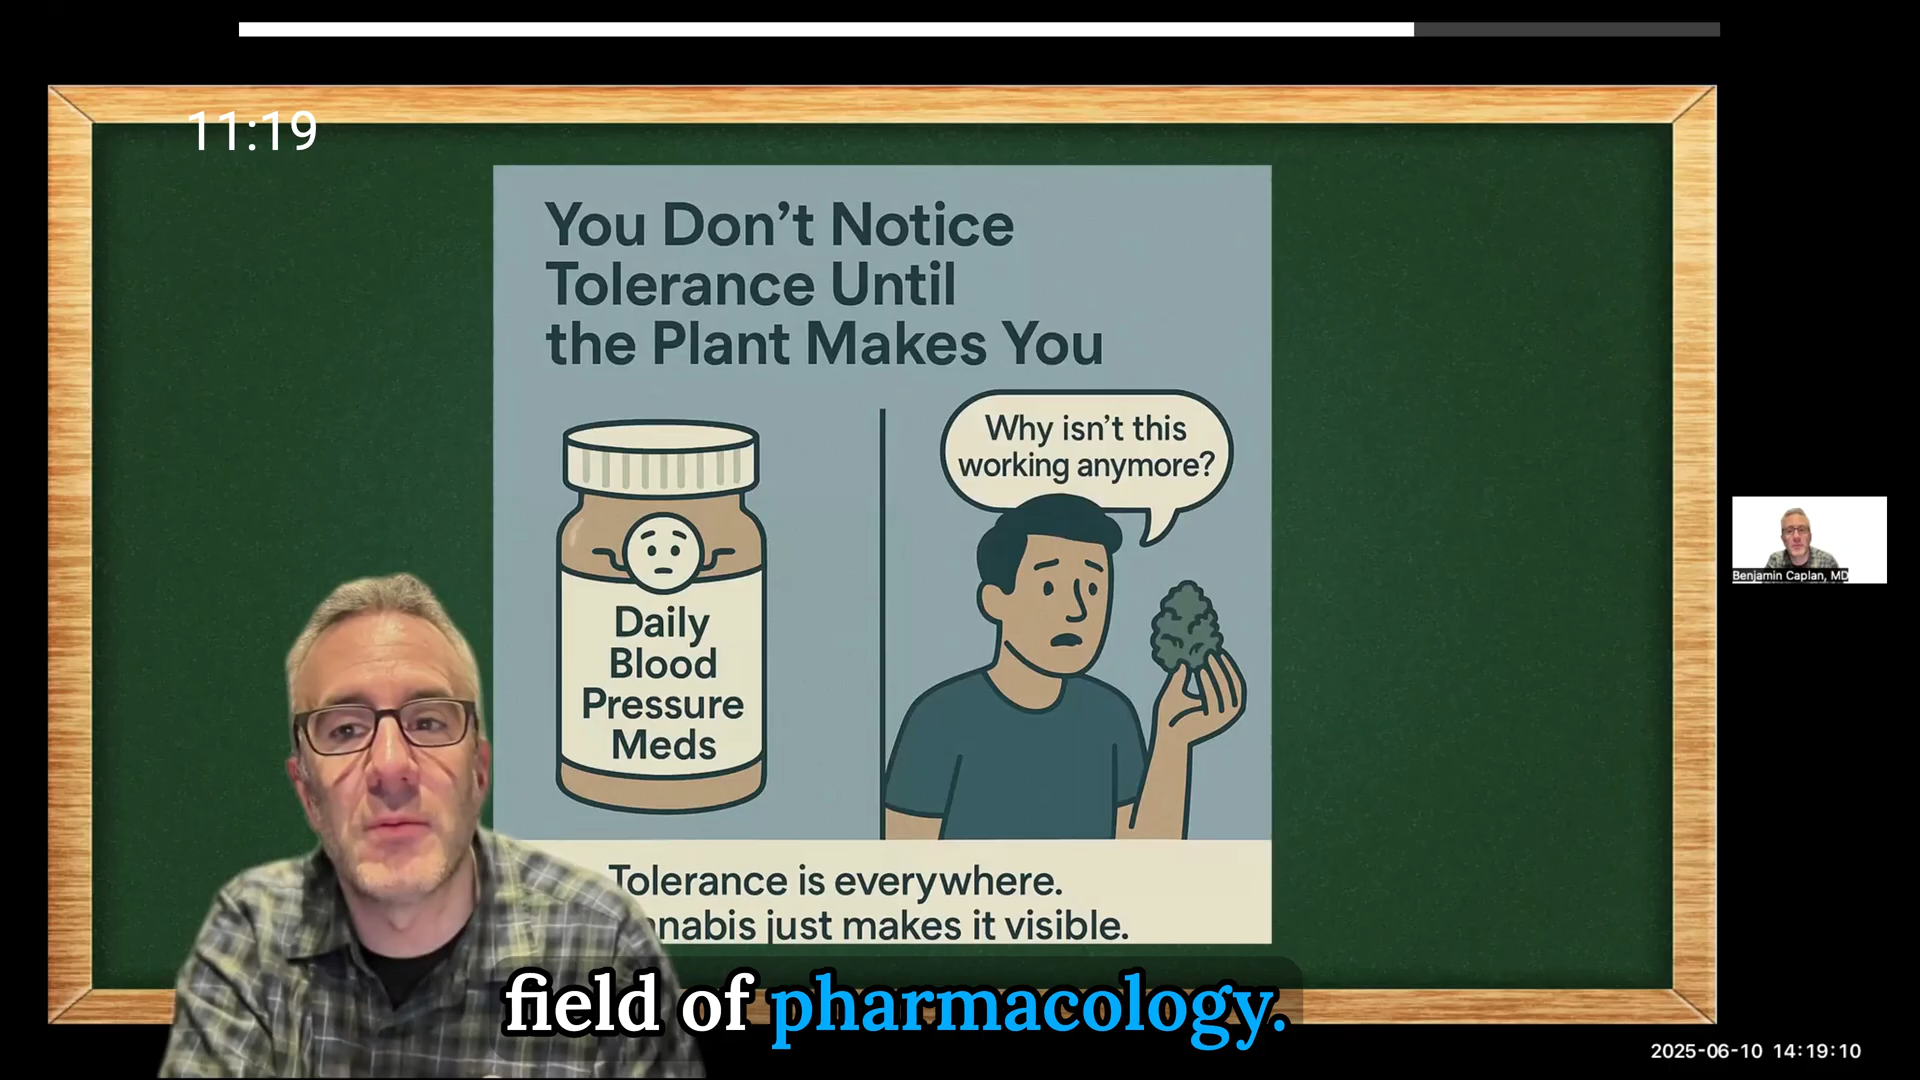 11:19
You Don't Notice
Tolerance Until
the Plant Makes You
Why isn't this
working anymore?
Daily
Blood
Pressure
Meds
Tolerance is everywhere.
just makes it visible.
field of pharmacology.
Benjamin Caplan, MD
2025-06-10 14:19:10